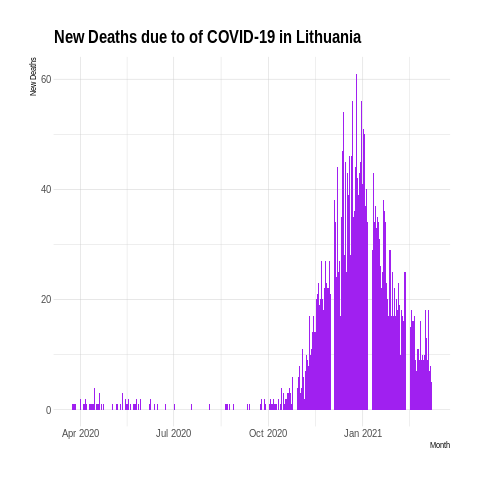 New Deaths due to of COVID-19 in Lithuania
New Deaths
60
40
20
0
Apr 2020 Jul 2020 Oct 2020 Jan 2021
Month